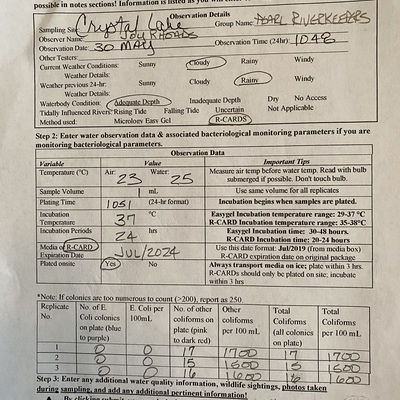 possible in notes sections! Information is listed as you will
Observation Details
Sampling Site: Crystal Lake Group Name: PEARL RIVERKEEPERS
Observer Name: JOU RHOADS
Observation Date: 30 MAY Observation Time (24hr): 1048
Other Testers:
Current Weather Conditions: Sunny Cloudy Rainy Windy
Weather Details:
Weather previous 24-hr: Sunny Cloudy Rainy Windy
Weather Details:
Waterbody Condition: Adequate Depth Inadequate Depth Dry No Access
Tidally Influenced Rivers: Rising Tide Falling Tide Uncertain Not Applicable
Method used: Micrology Easy Gel R-CARDS
Step 2: Enter water observation data & associated bacteriological monitoring parameters if you are
monitoring bacteriological parameters.
Observation Data
Variable Value Important Tips
Temperature (°C) Air: 23 Water: 25 Measure air temp before water temp. Read with bulb
submerged if possible. Don't touch bulb.
Sample Volume 1 mL Use same volume for all replicates
Plating Time 1051 (24-hr format) Incubation begins when samples are plated.
Incubation Temperature 37 °C Easygel Incubation temperature range: 29-37 °C
R-CARD Incubation temperature range: 35-38°C
Incubation Periods 24 hrs Easygel Incubation time: 30-48 hours.
R-CARD Incubation time: 20-24 hours
Media or R-CARD Expiration Date JUL/2024 Use this date format: Jul/2019 (from media box)
R-CARD expiration date on original package
Plated onsite Yes No Always transport media on ice; plate within 3 hrs.
R-CARDs should only be plated on site; incubate
within 3 hrs
*Note: If colonies are too numerous to count (>200), report as 250.
Replicate No. No. of E. Coli colonies on plate (blue to purple) E. Coli per 100mL No. of other coliforms on plate (pink to dark red) Other coliforms per 100 mL Total Coliforms (all colonies on plate) Total Coliforms per 100 mL
1 0 0 17 1700 17 1700
2 0 0 15 1500 15 1500
3 0 0 16 1600 16 1600
Step 3: Enter any additional water quality information, wildlife sightings, photos taken
during sampling, and add any additional pertinent information!